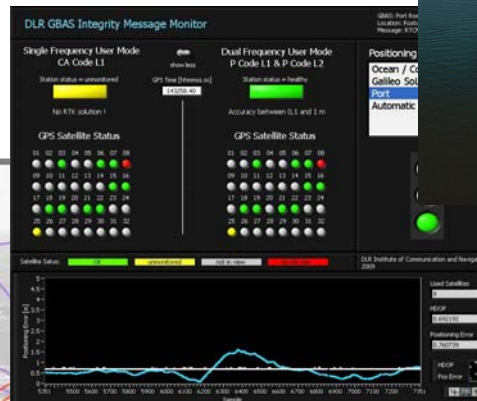 DLR GBAS Integrity Message Monitor
Single Frequency User Mode
CA Code L1
show less
Dual Frequency User Mode
P Code L1 & P Code L2
Station status = unmonitored
GPS Time [hhmmss.ss]
143258.40
Station status = healthy
No RTK solution !
Accuracy between 0,1 and 1 m
GPS Satellite Status
GPS Satellite Status
01 02 03 04 05 06 07 08
01 02 03 04 05 06 07 08
09 10 11 12 13 14 15 16
09 10 11 12 13 14 15 16
17 18 19 20 21 22 23 24
17 18 19 20 21 22 23 24
25 26 27 28 29 30 31 32
25 26 27 28 29 30 31 32
GBAS: Port
Message: RTCM
Positioning
Ocean / Co
Galileo
Port
Automatic
Satellite Status:
OK
unmonitored
not in view
DLR Institute of Communication and Naviga
2009
Positioning Error [m]
5
4.5
4
3.5
3
2.5
2
1.5
1
0.5
0
5500 5600 5700 5800 5900 6000 6100 6200 6300 6400 6500 6600 6700 6800 6900 7000 7100 7200
Sample
Used Satellites
HDOP
Positioning Error
0.760739
HDOP
Pos Error